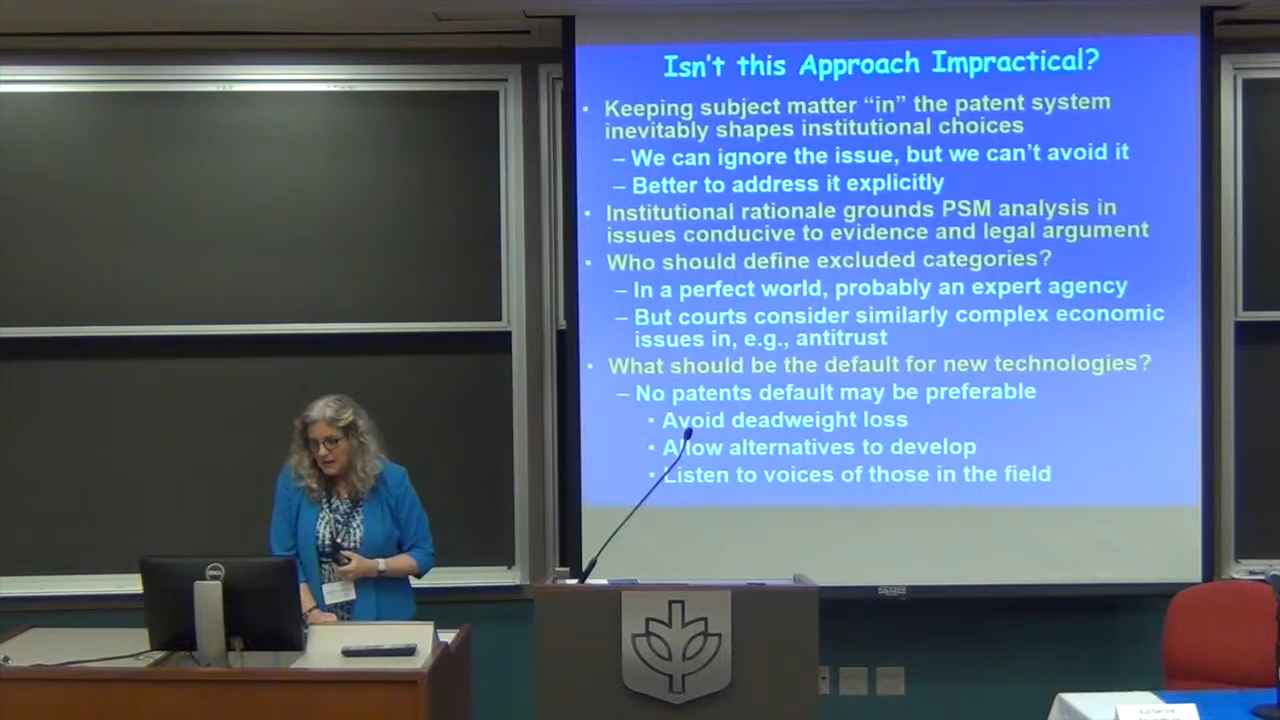 Isn't this Approach Impractical?
• Keeping subject matter “in” the patent system
inevitably shapes institutional choices
– We can ignore the issue, but we can’t avoid it
– Better to address it explicitly
• Institutional rationale grounds PSM analysis in
issues conducive to evidence and legal argument
• Who should define excluded categories?
– In a perfect world, probably an expert agency
– But courts consider similarly complex economic
issues in, e.g., antitrust
• What should be the default for new technologies?
– No patents default may be preferable
• Avoid deadweight loss
• Allow alternatives to develop
• Listen to voices of those in the field
DELL
Katherine